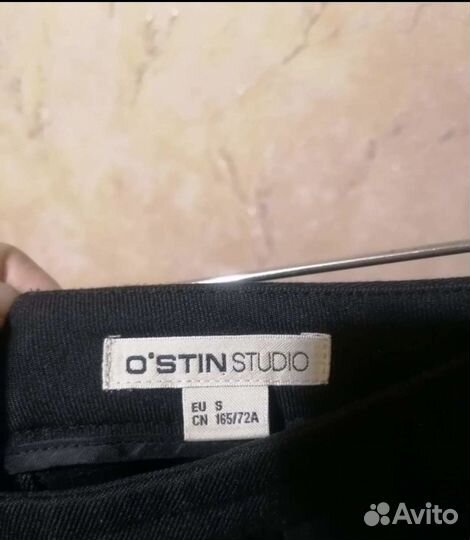 O'STIN STUDIO
EU S
CN 165/72A
Avito